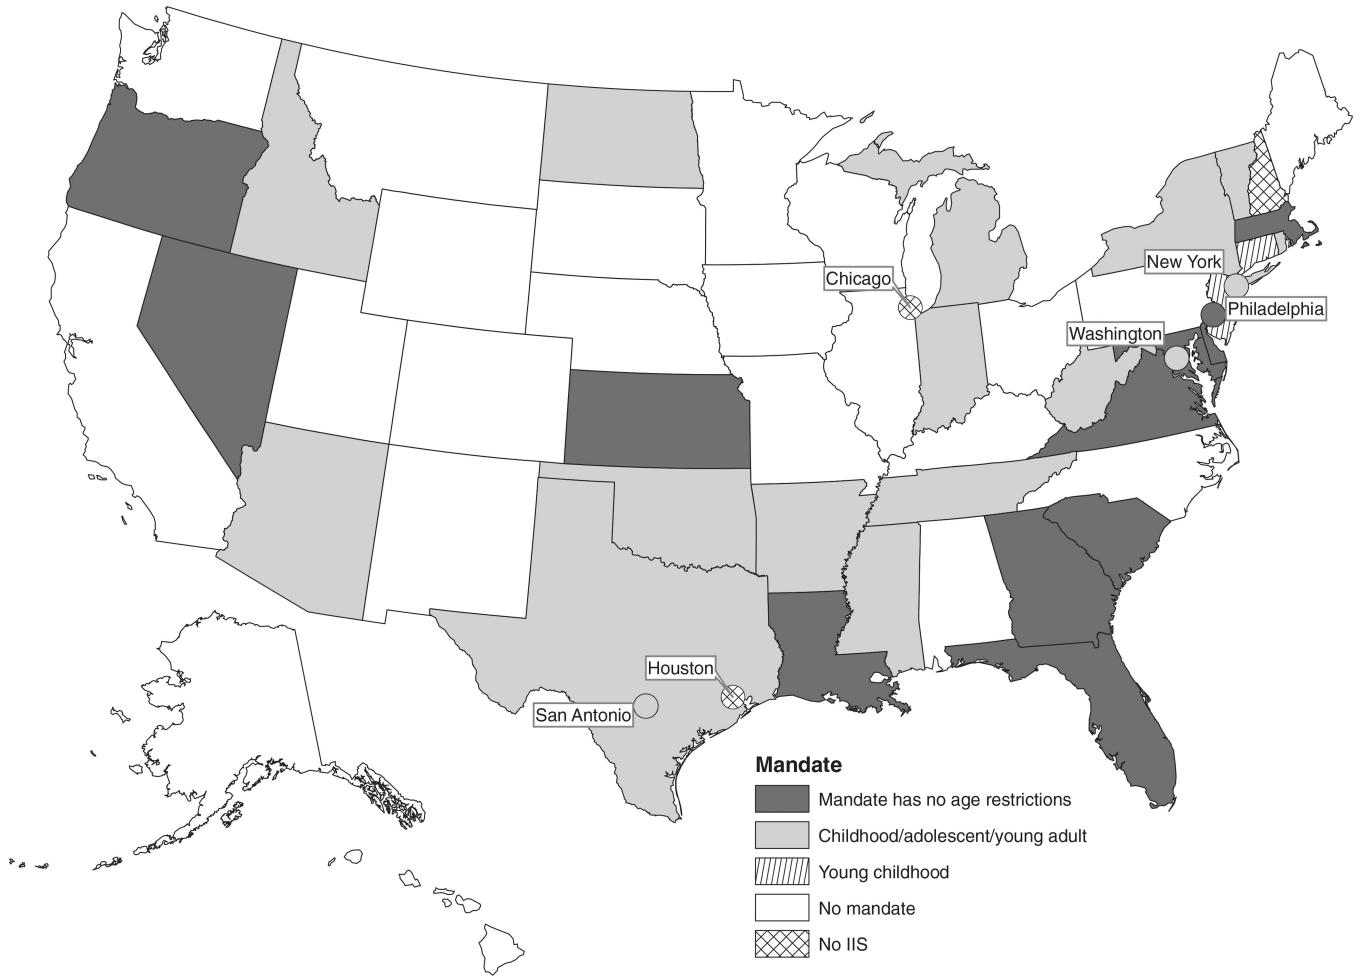 New York
Chicago
Philadelphia
Washington
Houston
San Antonio
Mandate
Mandate has no age restrictions
Childhood/adolescent/young adult
Young childhood
No mandate
No IIS